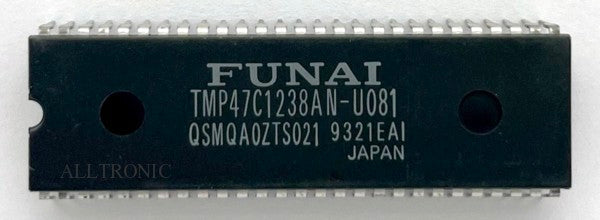 FUNAI
TMP47C1238AN-U081
QSMQA0ZTS021 9321EAI
JAPAN
ALLTRONIC